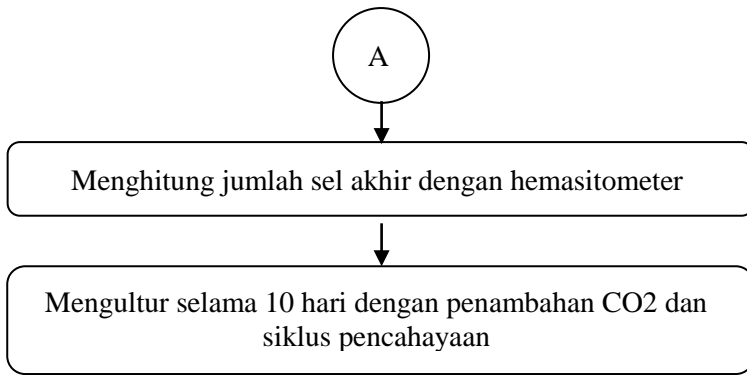 A
Menghitung jumlah sel akhir dengan hemasitometer
Mengultur selama 10 hari dengan penambahan CO2 dan
siklus pencahayaan